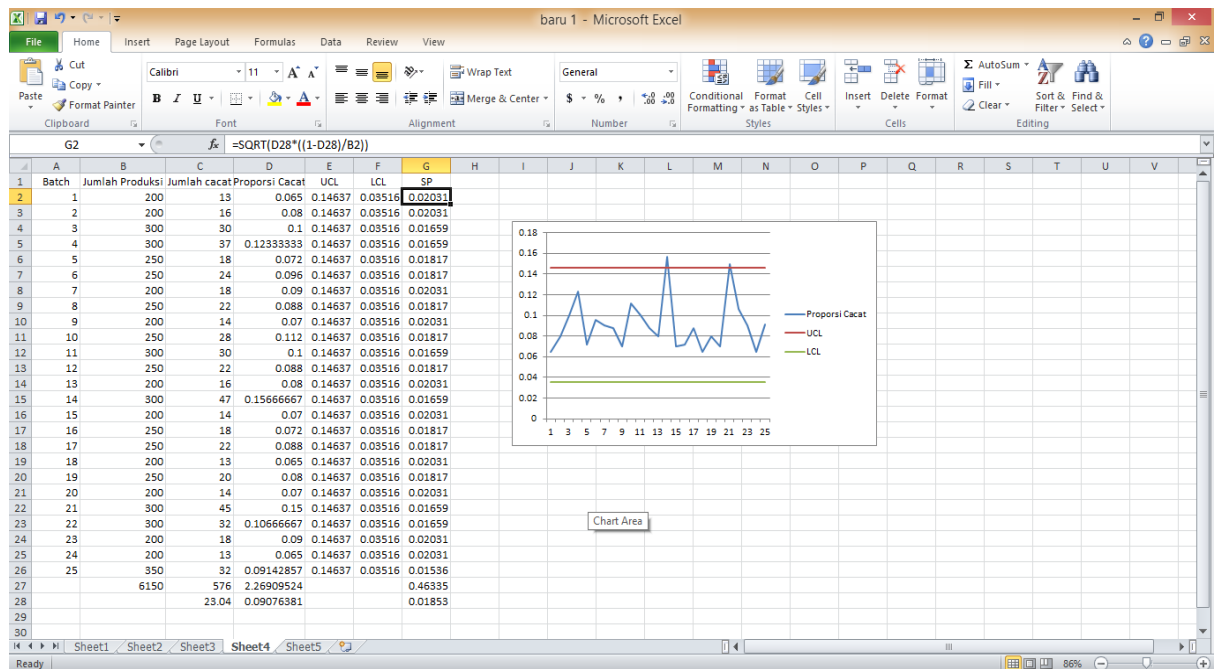 baru 1 - Microsoft Excel
File Home Insert Page Layout Formulas Data Review View
Paste
Cut
Copy
Format Painter
Clipboard
Calibri 11 A A
B I U A
Font
Wrap Text
Merge & Center
Alignment
General
$ % , .0 .00 .00 .0
Number
Conditional Formatting
Format as Table
Cell Styles
Styles
Insert Delete Format
Cells
Σ AutoSum
Fill
Clear
Sort & Filter
Find & Select
Editing
G2 fx =SQRT(D28*((1-D28)/B2))
A B C D E F G H I J K L M N O P Q R S T U V
1 Batch Jumlah Produksi Jumlah cacat Proporsi Cacat UCL LCL SP
2 1 200 13 0.065 0.14637 0.03516 0.02031
3 2 200 16 0.08 0.14637 0.03516 0.02031
4 3 300 30 0.1 0.14637 0.03516 0.01659
5 4 300 37 0.12333333 0.14637 0.03516 0.01659
6 5 250 18 0.072 0.14637 0.03516 0.01817
7 6 250 24 0.096 0.14637 0.03516 0.01817
8 7 200 18 0.09 0.14637 0.03516 0.02031
9 8 250 22 0.088 0.14637 0.03516 0.01817
10 9 200 14 0.07 0.14637 0.03516 0.02031
11 10 250 28 0.112 0.14637 0.03516 0.01817
12 11 300 30 0.1 0.14637 0.03516 0.01659
13 12 250 22 0.088 0.14637 0.03516 0.01817
14 13 200 16 0.08 0.14637 0.03516 0.02031
15 14 300 47 0.15666667 0.14637 0.03516 0.01659
16 15 200 14 0.07 0.14637 0.03516 0.02031
17 16 250 18 0.072 0.14637 0.03516 0.01817
18 17 250 22 0.088 0.14637 0.03516 0.01817
19 18 200 13 0.065 0.14637 0.03516 0.02031
20 19 250 20 0.08 0.14637 0.03516 0.01817
21 20 200 14 0.07 0.14637 0.03516 0.02031
22 21 300 45 0.15 0.14637 0.03516 0.01659
23 22 300 32 0.10666667 0.14637 0.03516 0.01659
24 23 200 18 0.09 0.14637 0.03516 0.02031
25 24 200 13 0.065 0.14637 0.03516 0.02031
26 25 350 32 0.09142857 0.14637 0.03516 0.01536
27 6150 576 2.26909524 0.46335
28 23.04 0.09076381 0.01853
29
30
0.18
0.16
0.14
0.12
0.1
0.08
0.06
0.04
0.02
0
1 3 5 7 9 11 13 15 17 19 21 23 25
Proporsi Cacat
UCL
LCL
Chart Area
Sheet1 Sheet2 Sheet3 Sheet4 Sheet5
Ready 86%